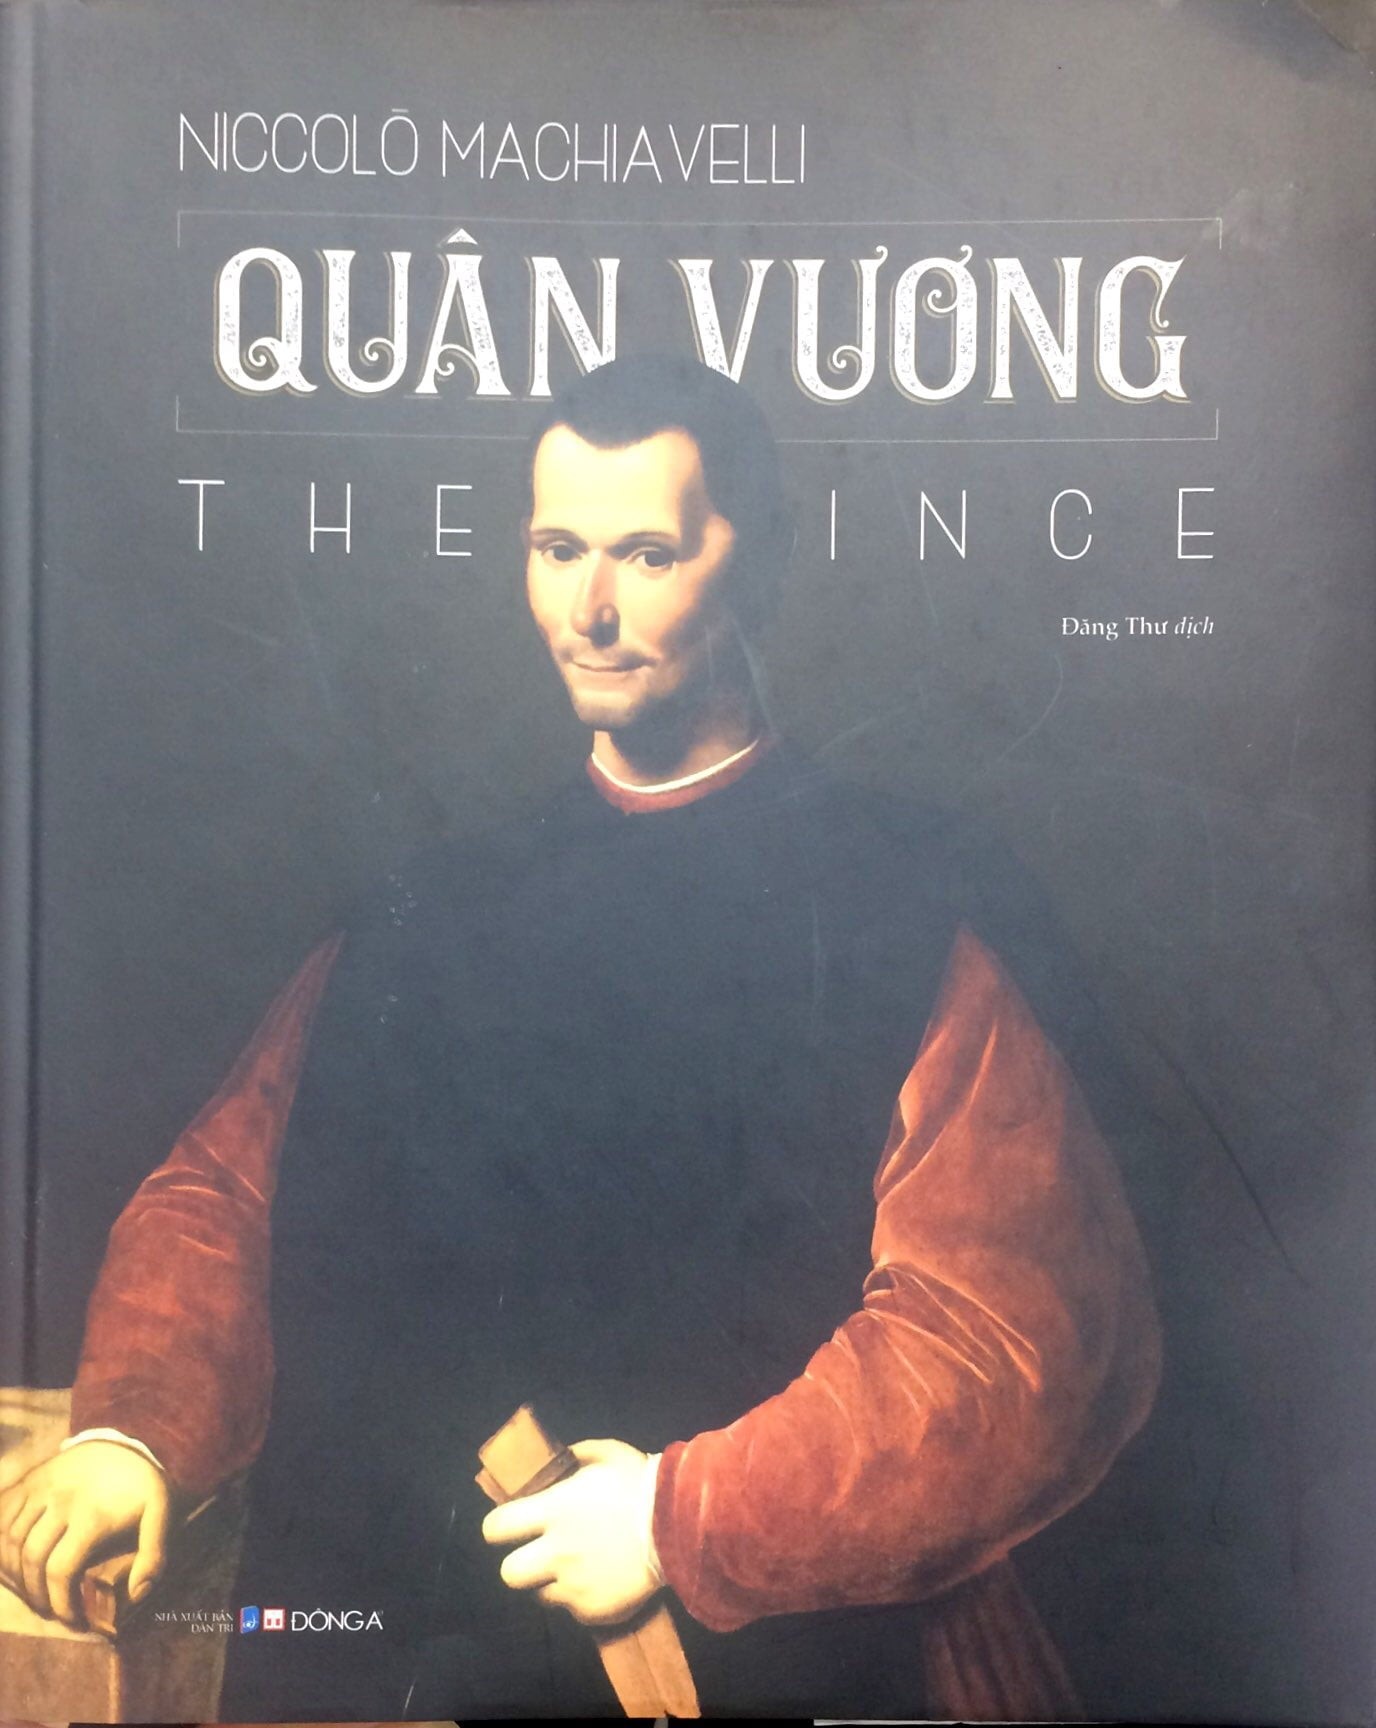 NICCOLÒ MACHIAVELLI
QUÂN VƯƠNG
THE INCE
Đăng Thư dịch
NHÀ XUẤT BẢN
DÂN TRÍ
ĐÔNG A